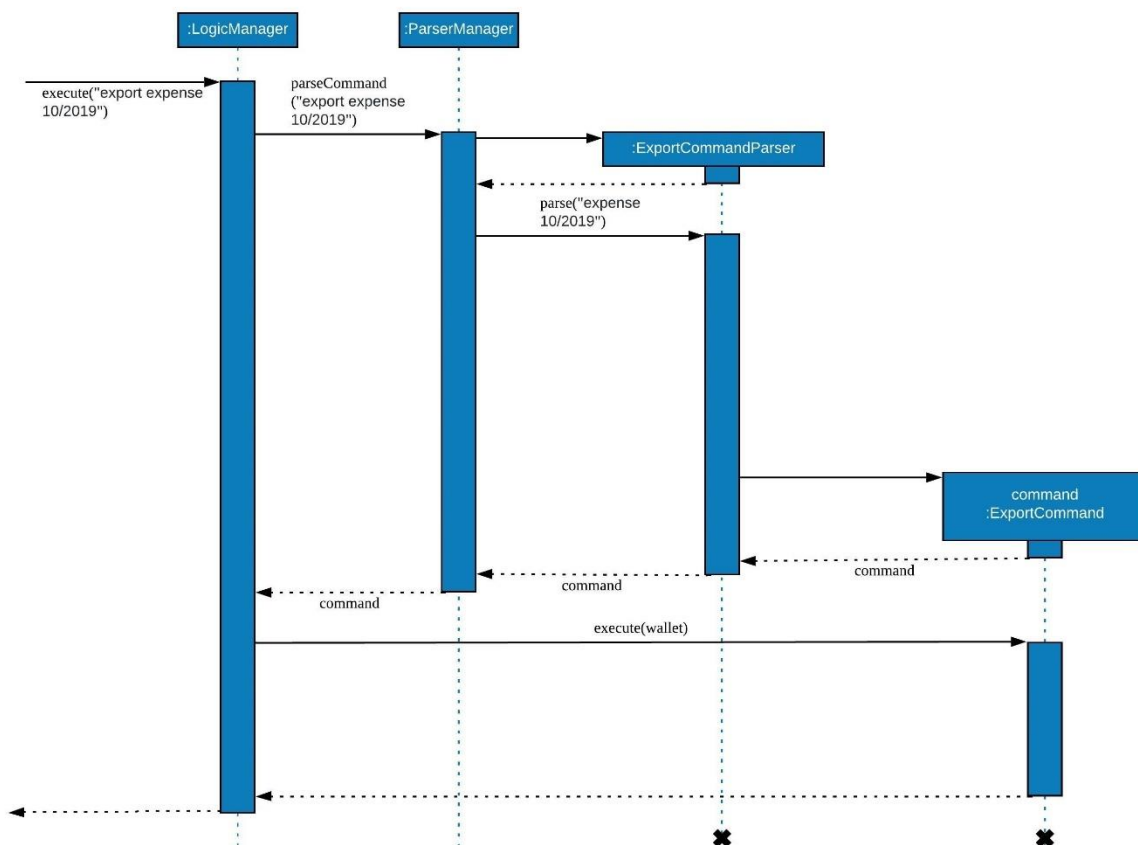 :LogicManager
:ParserManager
execute("export expense
10/2019")
parseCommand
("export expense
10/2019")
:ExportCommandParser
parse("expense
10/2019")
command
:ExportCommand
command
command
command
execute(wallet)